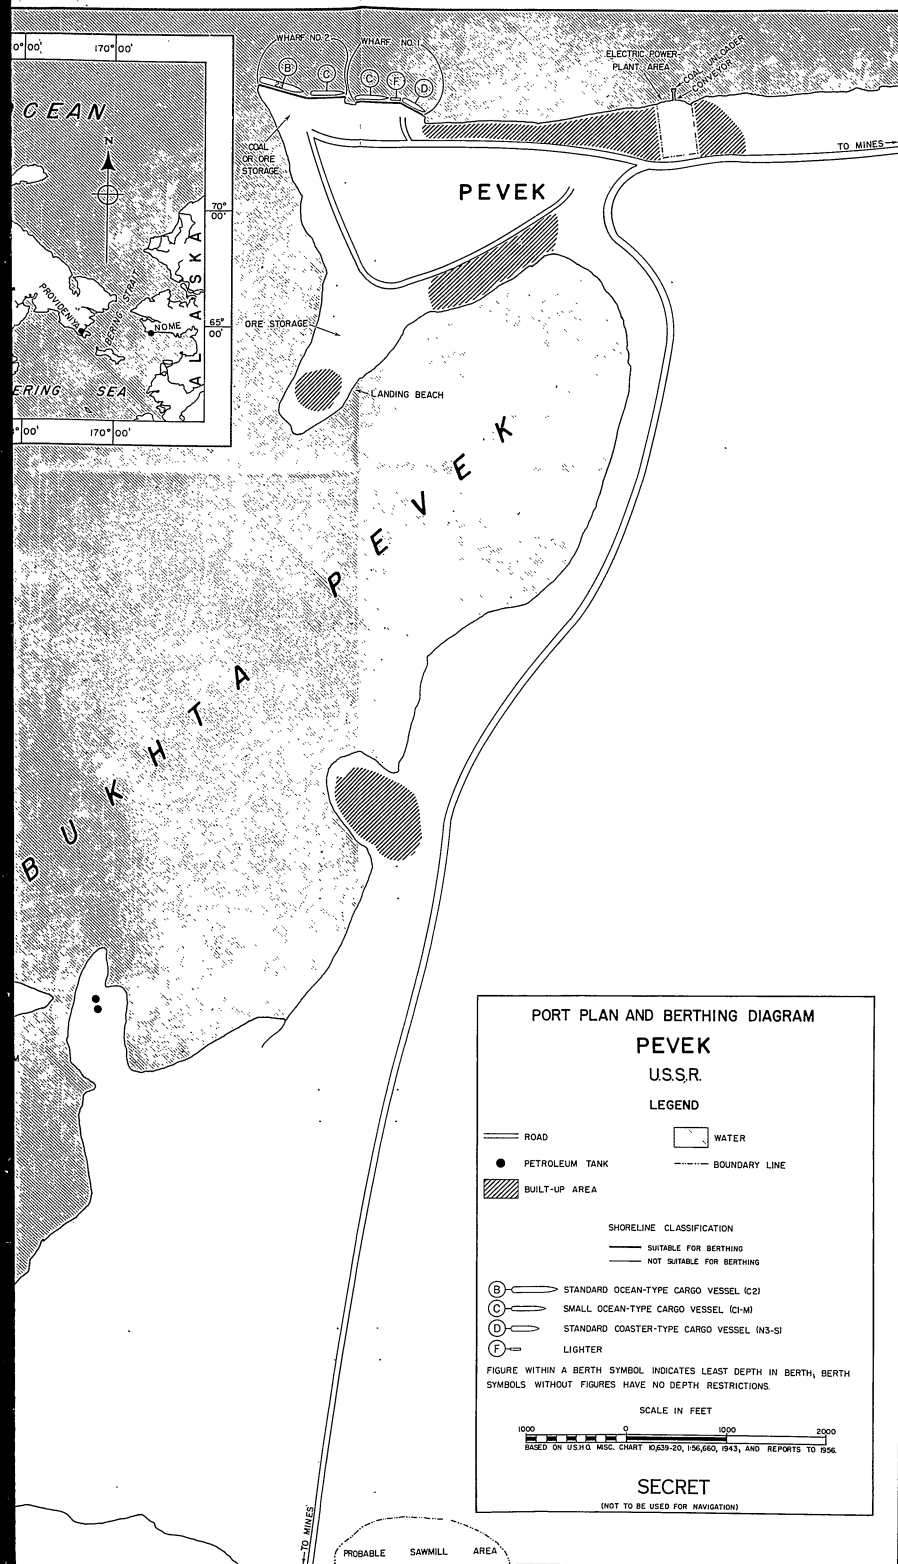 170°00'
OCEAN
N
70°
00'
ALASKA
BERING STRAIT
PROVIDENIYA
NOME
65°
00'
BERING SEA
170°00'
WHARF NO. 2
WHARF NO. 1
B
C
C
F
D
COAL
OR ORE
STORAGE
ELECTRIC POWER
PLANT AREA
COAL UNLOADER
CONVEYOR
TO MINES
PEVEK
ORE STORAGE
LANDING BEACH
BUKHTA PEVEK
PORT PLAN AND BERTHING DIAGRAM
PEVEK
U.S.S.R.
LEGEND
ROAD
WATER
PETROLEUM TANK
BOUNDARY LINE
BUILT-UP AREA
SHORELINE CLASSIFICATION
SUITABLE FOR BERTHING
NOT SUITABLE FOR BERTHING
B STANDARD OCEAN-TYPE CARGO VESSEL (C2)
C SMALL OCEAN-TYPE CARGO VESSEL (C1-M)
D STANDARD COASTER-TYPE CARGO VESSEL (N3-S)
F LIGHTER
FIGURE WITHIN A BERTH SYMBOL INDICATES LEAST DEPTH IN BERTH; BERTH
SYMBOLS WITHOUT FIGURES HAVE NO DEPTH RESTRICTIONS.
SCALE IN FEET
1000 0 1000 2000
BASED ON U.S.H.O. MISC. CHART 10,639-20, 1:56,660, 1943; AND REPORTS TO 1956.
SECRET
(NOT TO BE USED FOR NAVIGATION)
TO MINES
PROBABLE SAWMILL AREA